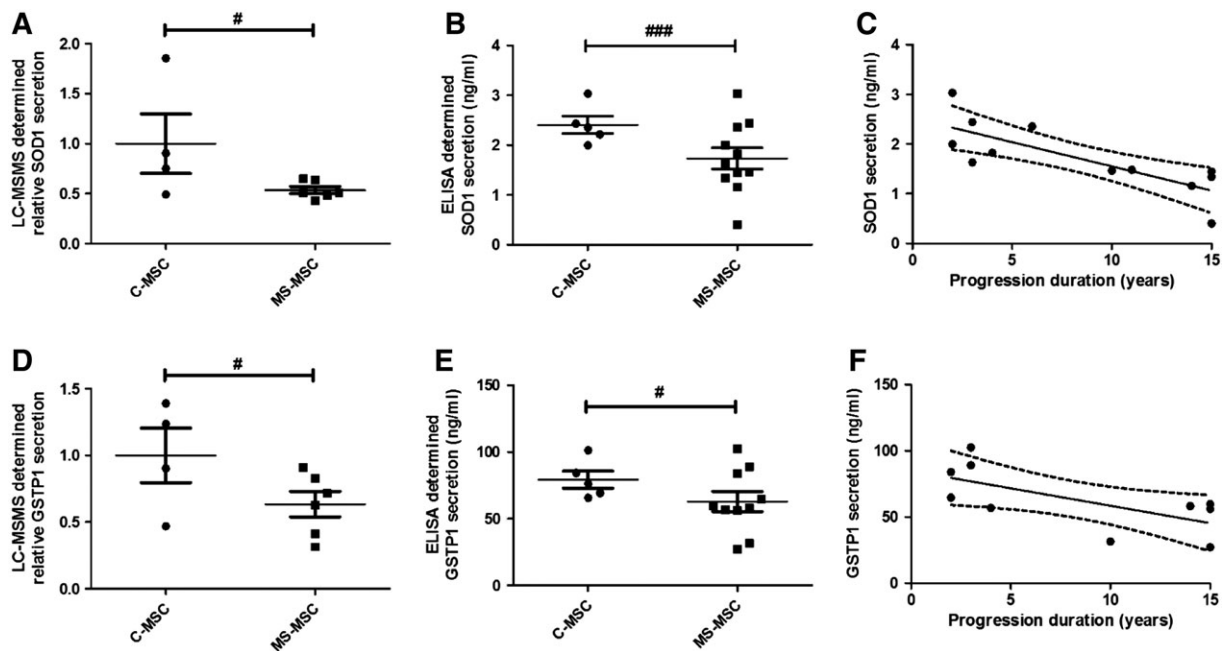 A
#
LC-MSMS determined
relative SOD1 secretion
2.0
1.5
1.0
0.5
0.0
C-MSC
MS-MSC
B
###
ELISA determined
SOD1 secretion (ng/ml)
4
3
2
1
0
C-MSC
MS-MSC
C
SOD1 secretion (ng/ml)
4
3
2
1
0
0
5
10
15
Progression duration (years)
D
#
LC-MSMS determined
relative GSTP1 secretion
1.5
1.0
0.5
0.0
C-MSC
MS-MSC
E
#
ELISA determined
GSTP1 secretion (ng/ml)
150
100
50
0
C-MSC
MS-MSC
F
GSTP1 secretion (ng/ml)
150
100
50
0
0
5
10
15
Progression duration (years)